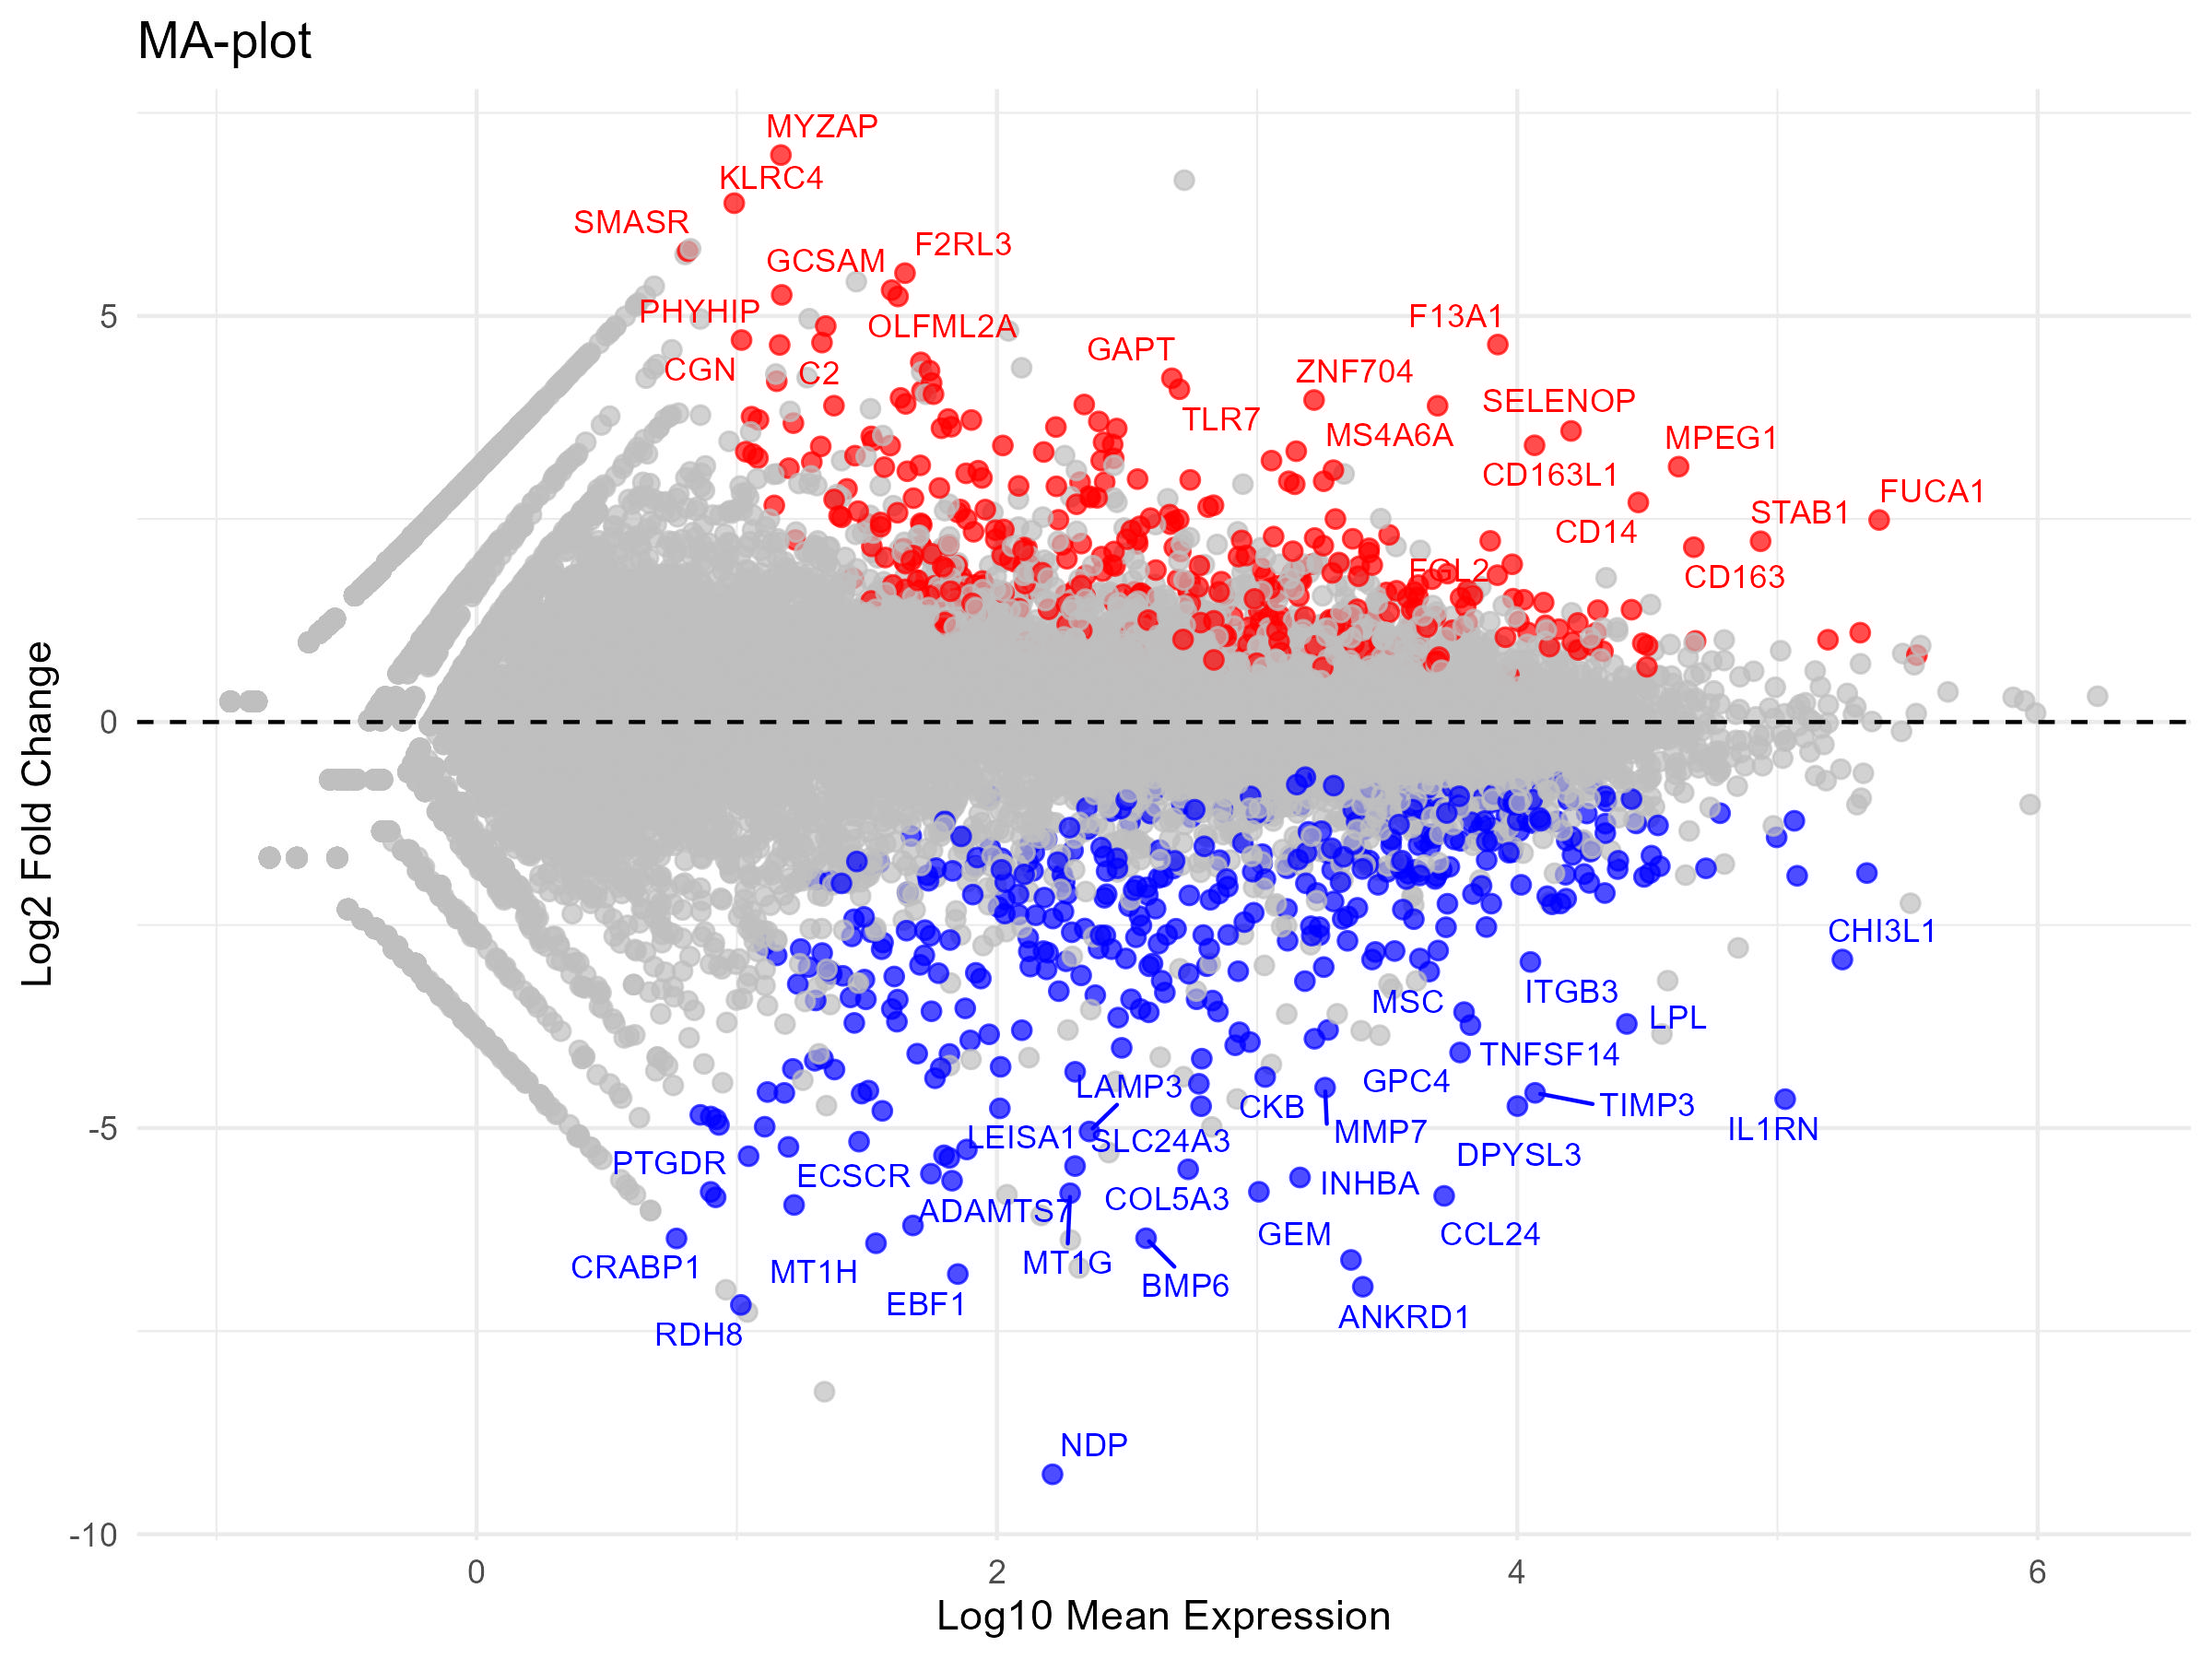 MA-plot
MYZAP
KLRC4
SMASR
F2RL3
GCSAM
PHYHIP
F13A1
OLFML2A
GAPT
CGN
C2
ZNF704
SELENOP
TLR7
MS4A6A
MPEG1
CD163L1
FUCA1
STAB1
CD14
FGL2
CD163
CHI3L1
ITGB3
MSC
LPL
TNFSF14
LAMP3
GPC4
CKB
TIMP3
IL1RN
MMP7
LEISA1
SLC24A3
DPYSL3
PTGDR
ECSCR
INHBA
COL5A3
ADAMTS7
GEM
CCL24
MT1G
CRABP1
MT1H
BMP6
EBF1
ANKRD1
RDH8
NDP
5
0
-5
-10
0
2
4
6
Log10 Mean Expression
Log2 Fold Change